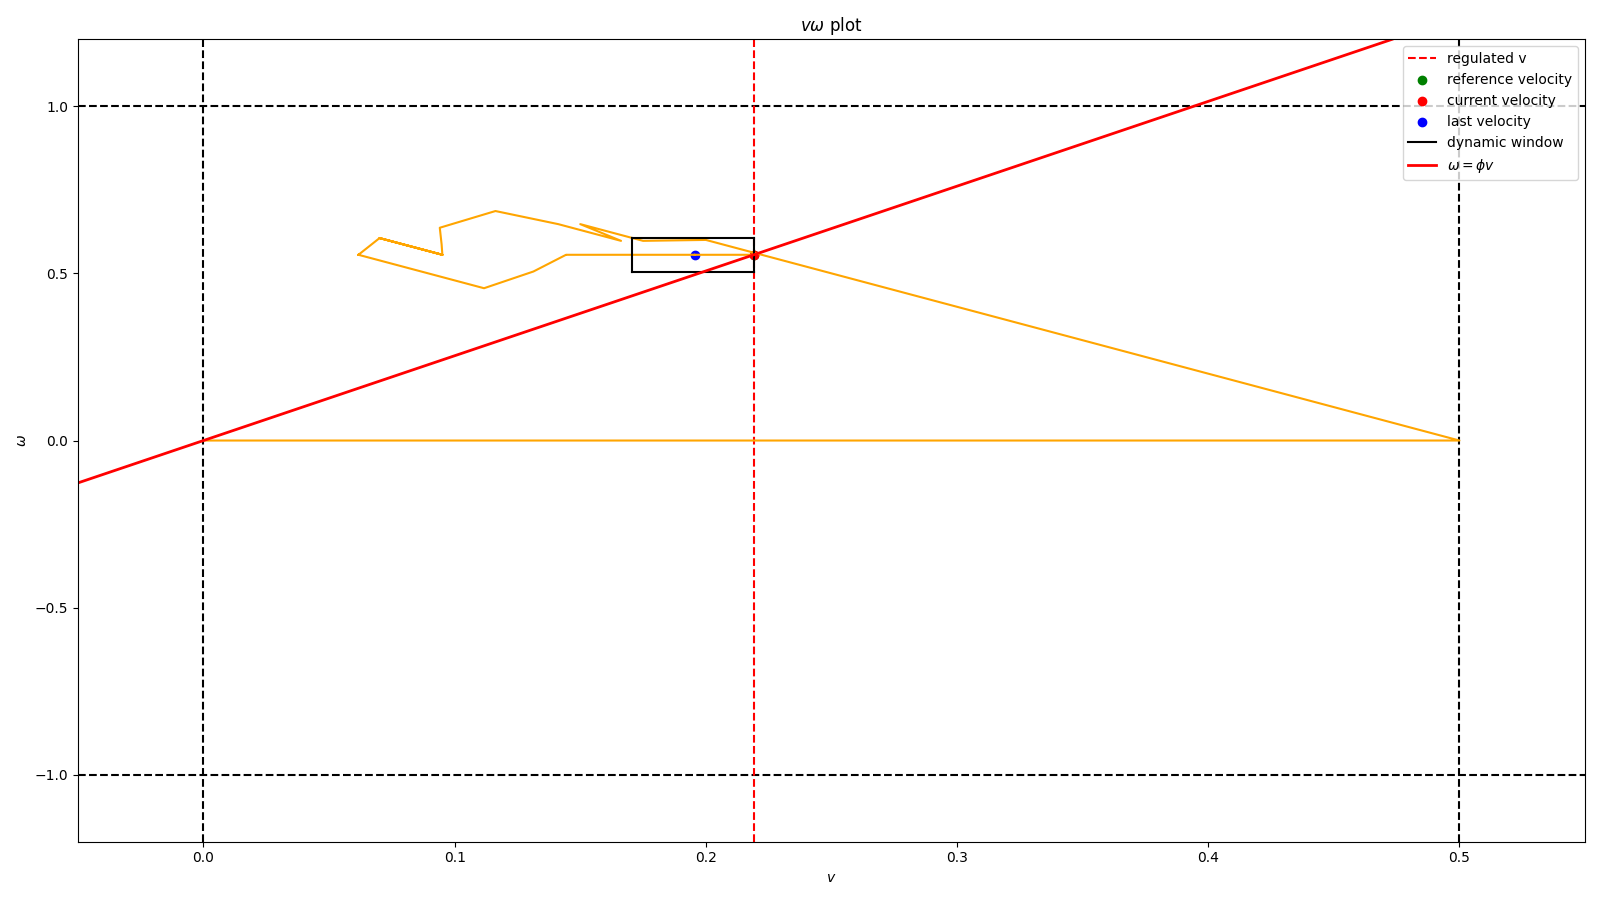 vω plot
regulated v
reference velocity
current velocity
last velocity
dynamic window
ω = ϕv
1.0
0.5
0.0
−0.5
−1.0
ω
0.0 0.1 0.2 0.3 0.4 0.5
v